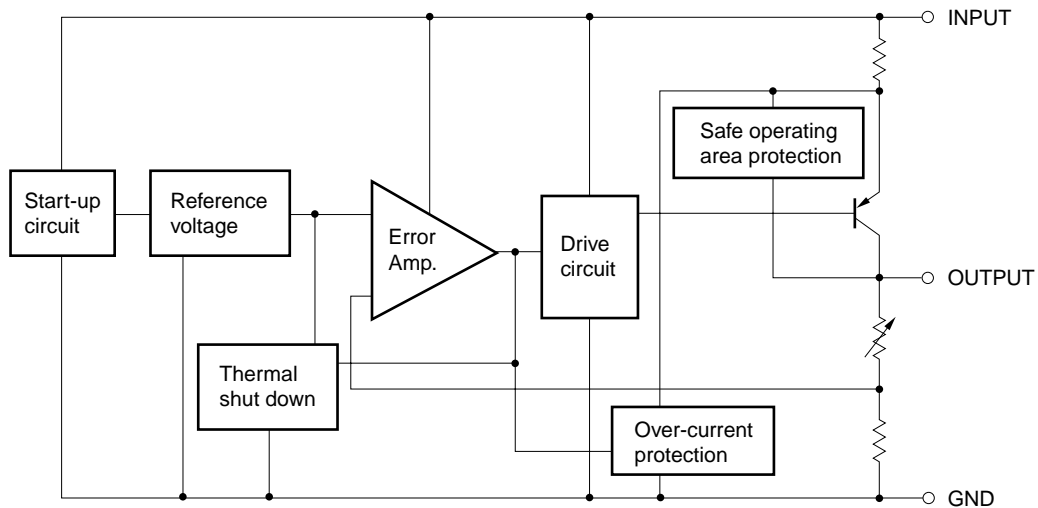 INPUT
Safe operating
area protection
Start-up
circuit
Reference
voltage
Error
Amp.
Drive
circuit
OUTPUT
Thermal
shut down
Over-current
protection
GND